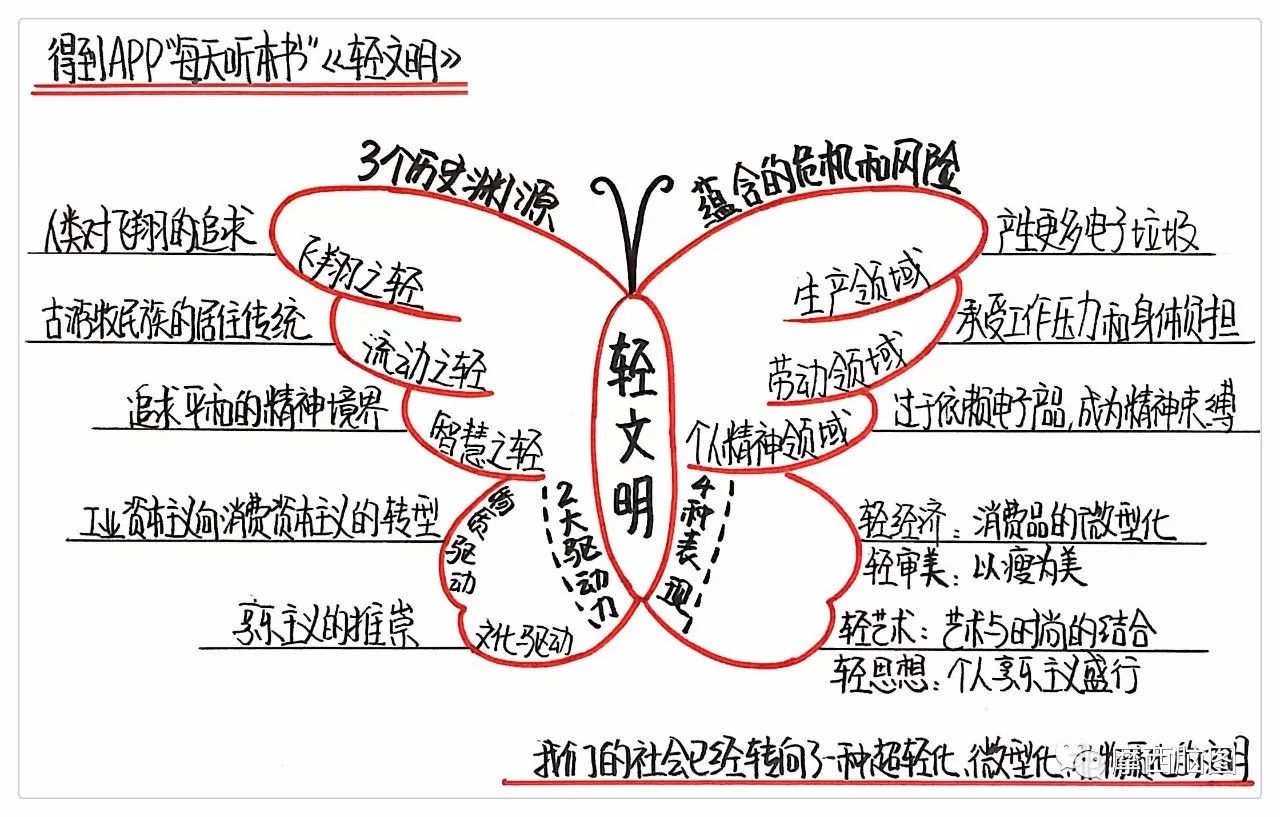 得到APP“每天听本书”《轻文明》
3个历史渊源
人类对飞翔的追求
飞翔之轻
古游牧民族的居住传统
流动之轻
追求平和的精神境界
智慧之轻
2大驱动力
工业资本主义向消费资本主义的转型
物质驱动
享乐主义的推崇
文化驱动
轻文明
蕴含的危机和风险
生产领域
产生更多电子垃圾
劳动领域
承受工作压力和身体负担
个人精神领域
过于依赖电子产品,成为精神束缚
4种表现
轻经济：消费品的微型化
轻审美：以瘦为美
轻艺术：艺术与时尚的结合
轻思想：个人享乐主义盛行
我们的社会已经转向了一种超轻化、微型化、的文明
摩西脑图